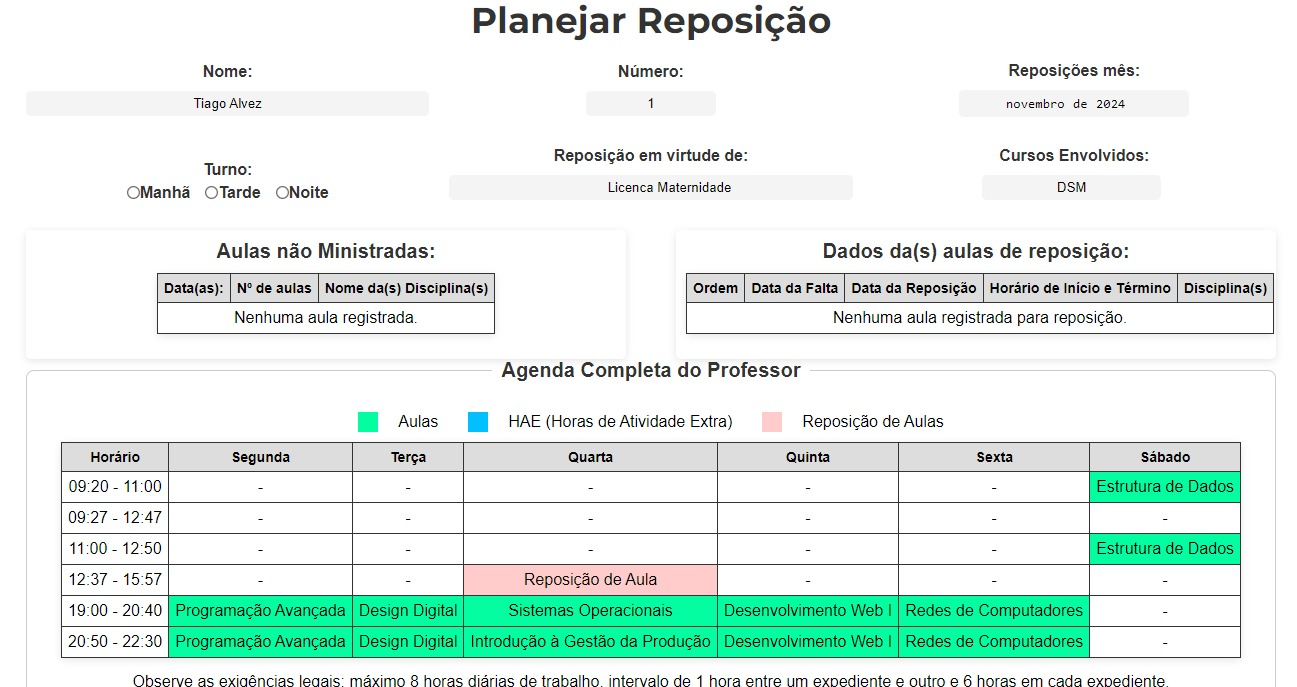 Planejar Reposição
Nome: Número: Reposições mês:
Tiago Alvez 1 novembro de 2024
Turno: Reposição em virtude de: Cursos Envolvidos:
Manhã Tarde Noite Licenca Maternidade DSM
Aulas não Ministradas:
Data(as): Nº de aulas Nome da(s) Disciplina(s)
Nenhuma aula registrada.
Dados da(s) aulas de reposição:
Ordem Data da Falta Data da Reposição Horário de Início e Término Disciplina(s)
Nenhuma aula registrada para reposição.
Agenda Completa do Professor
Aulas HAE (Horas de Atividade Extra) Reposição de Aulas
Horário Segunda Terça Quarta Quinta Sexta Sábado
09:20 - 11:00 - - - - - Estrutura de Dados
09:27 - 12:47 - - - - - -
11:00 - 12:50 - - - - - Estrutura de Dados
12:37 - 15:57 - - Reposição de Aula - - -
19:00 - 20:40 Programação Avançada Design Digital Sistemas Operacionais Desenvolvimento Web I Redes de Computadores -
20:50 - 22:30 Programação Avançada Design Digital Introdução à Gestão da Produção Desenvolvimento Web I Redes de Computadores -
Observe as exigências legais: máximo 8 horas diárias de trabalho, intervalo de 1 hora entre um expediente e outro e 6 horas em cada expediente.